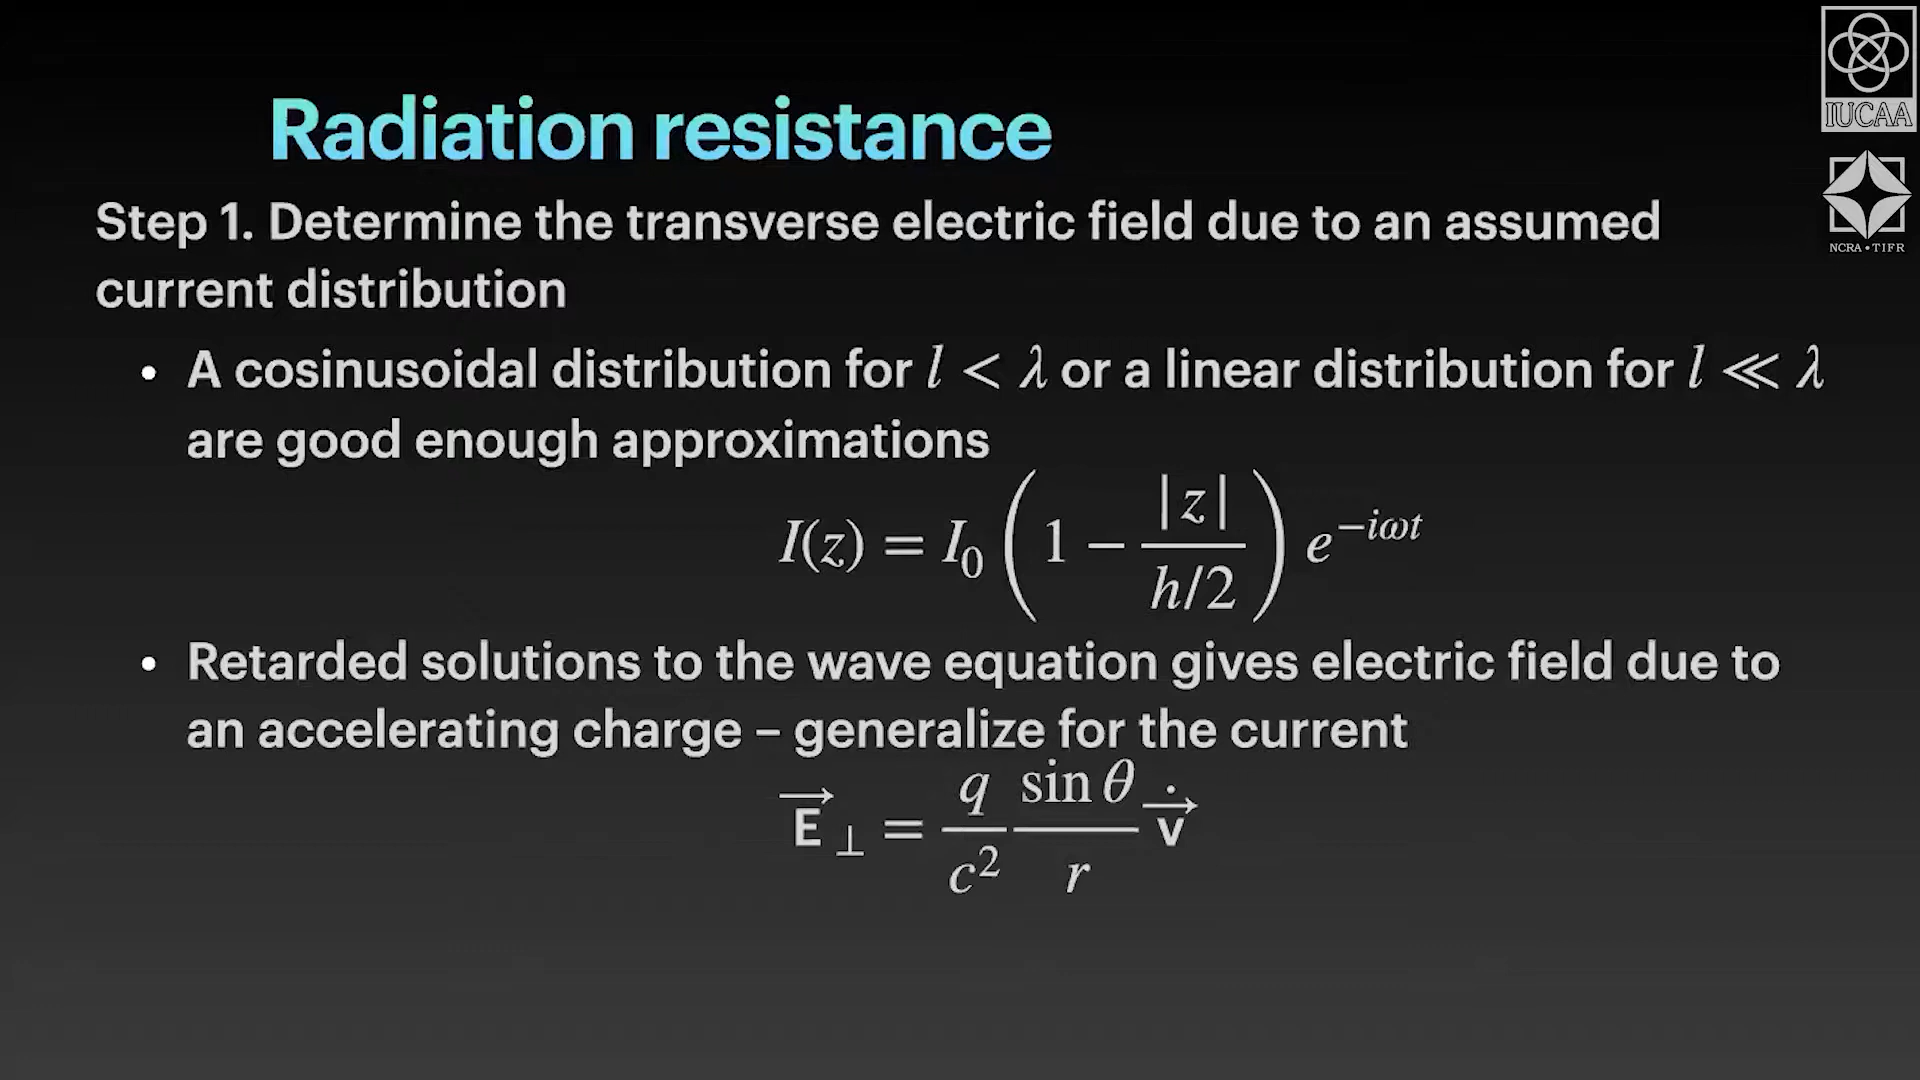 Radiation resistance
Step 1. Determine the transverse electric field due to an assumed
current distribution
• A cosinusoidal distribution for l < λ or a linear distribution for l ≪ λ
are good enough approximations
I(z) = I₀ (1 − |z| / (h/2)) e^{−iωt}
• Retarded solutions to the wave equation gives electric field due to
an accelerating charge – generalize for the current
E⃗⊥ = (q/c²) (sin θ / r) v̇⃗
IUCAA
NCRA • TIFR